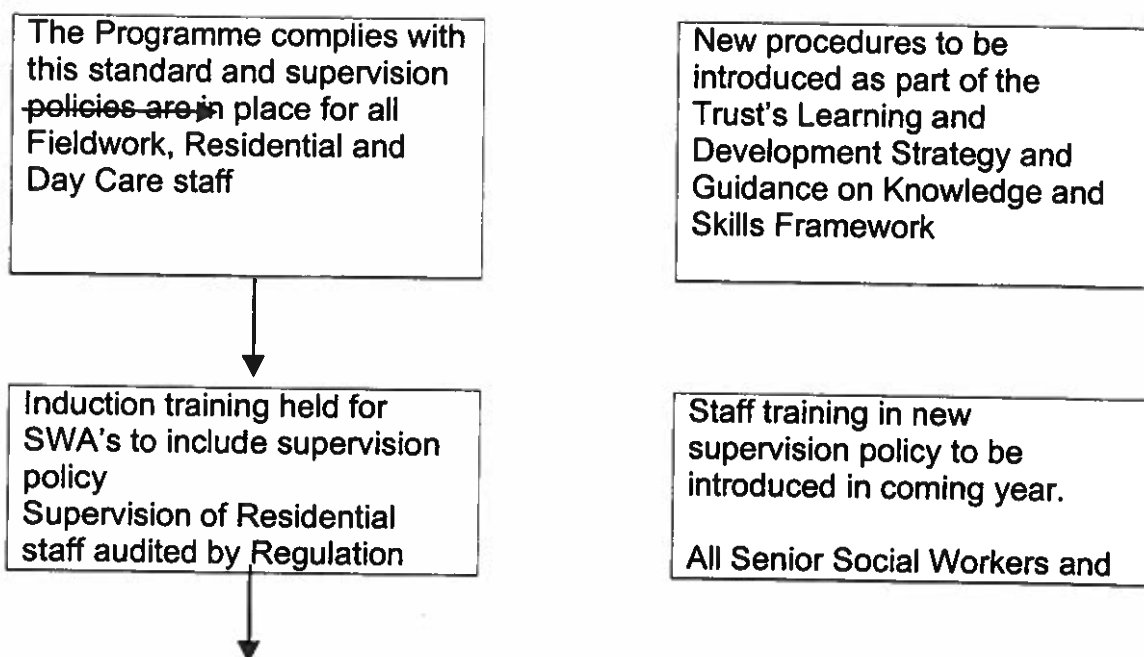 The Programme complies with
this standard and supervision
policies are in place for all
Fieldwork, Residential and
Day Care staff
New procedures to be
introduced as part of the
Trust's Learning and
Development Strategy and
Guidance on Knowledge and
Skills Framework
Induction training held for
SWA's to include supervision
policy
Supervision of Residential
staff audited by Regulation
Staff training in new
supervision policy to be
introduced in coming year.
All Senior Social Workers and